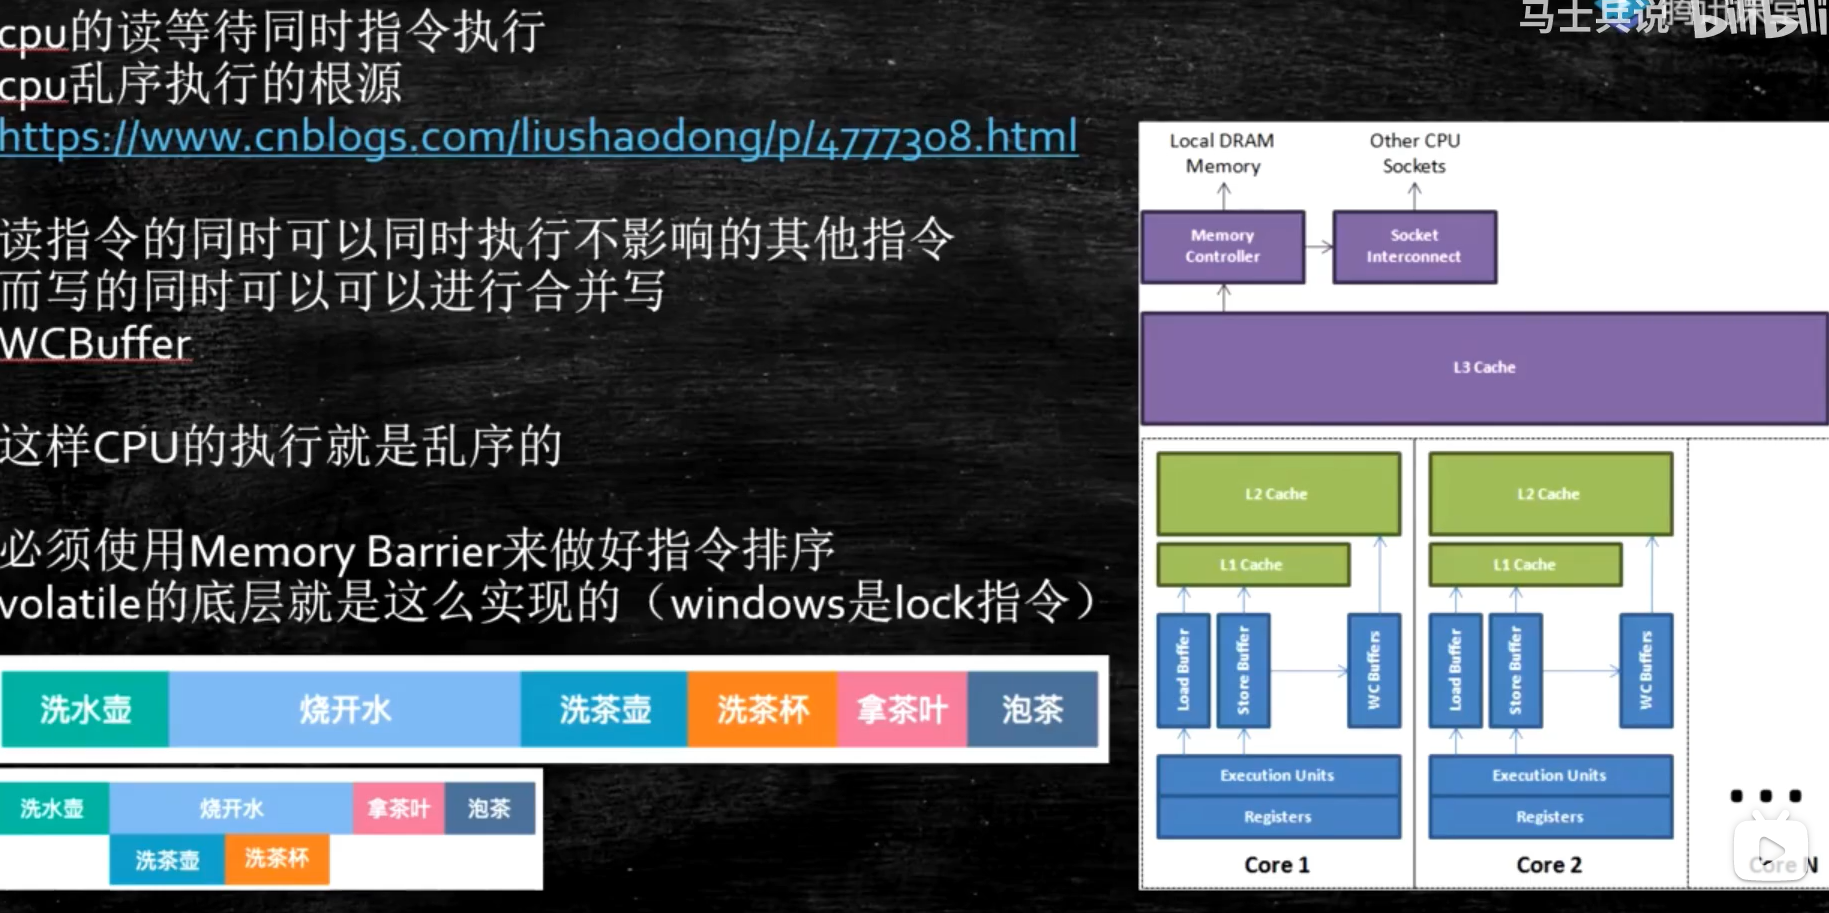 马士兵说 腾讯课堂
bilibili
cpu的读等待同时指令执行
cpu乱序执行的根源
https://www.cnblogs.com/liushaodong/p/4777308.html
读指令的同时可以同时执行不影响的其他指令
而写的同时可以可以进行合并写
WCBuffer
这样CPU的执行就是乱序的
必须使用Memory Barrier来做好指令排序
volatile的底层就是这么实现的（windows是lock指令）
洗水壶 烧开水 洗茶壶 洗茶杯 拿茶叶 泡茶
洗水壶 烧开水 拿茶叶 泡茶
洗茶壶 洗茶杯
Local DRAM Other CPU
Memory Sockets
Memory Socket
Controller Interconnect
L3 Cache
L2 Cache L2 Cache
L1 Cache L1 Cache
Load Buffer Store Buffer WC Buffers Load Buffer Store Buffer WC Buffers
Execution Units Execution Units
Registers Registers
...
Core 1 Core 2 Core N